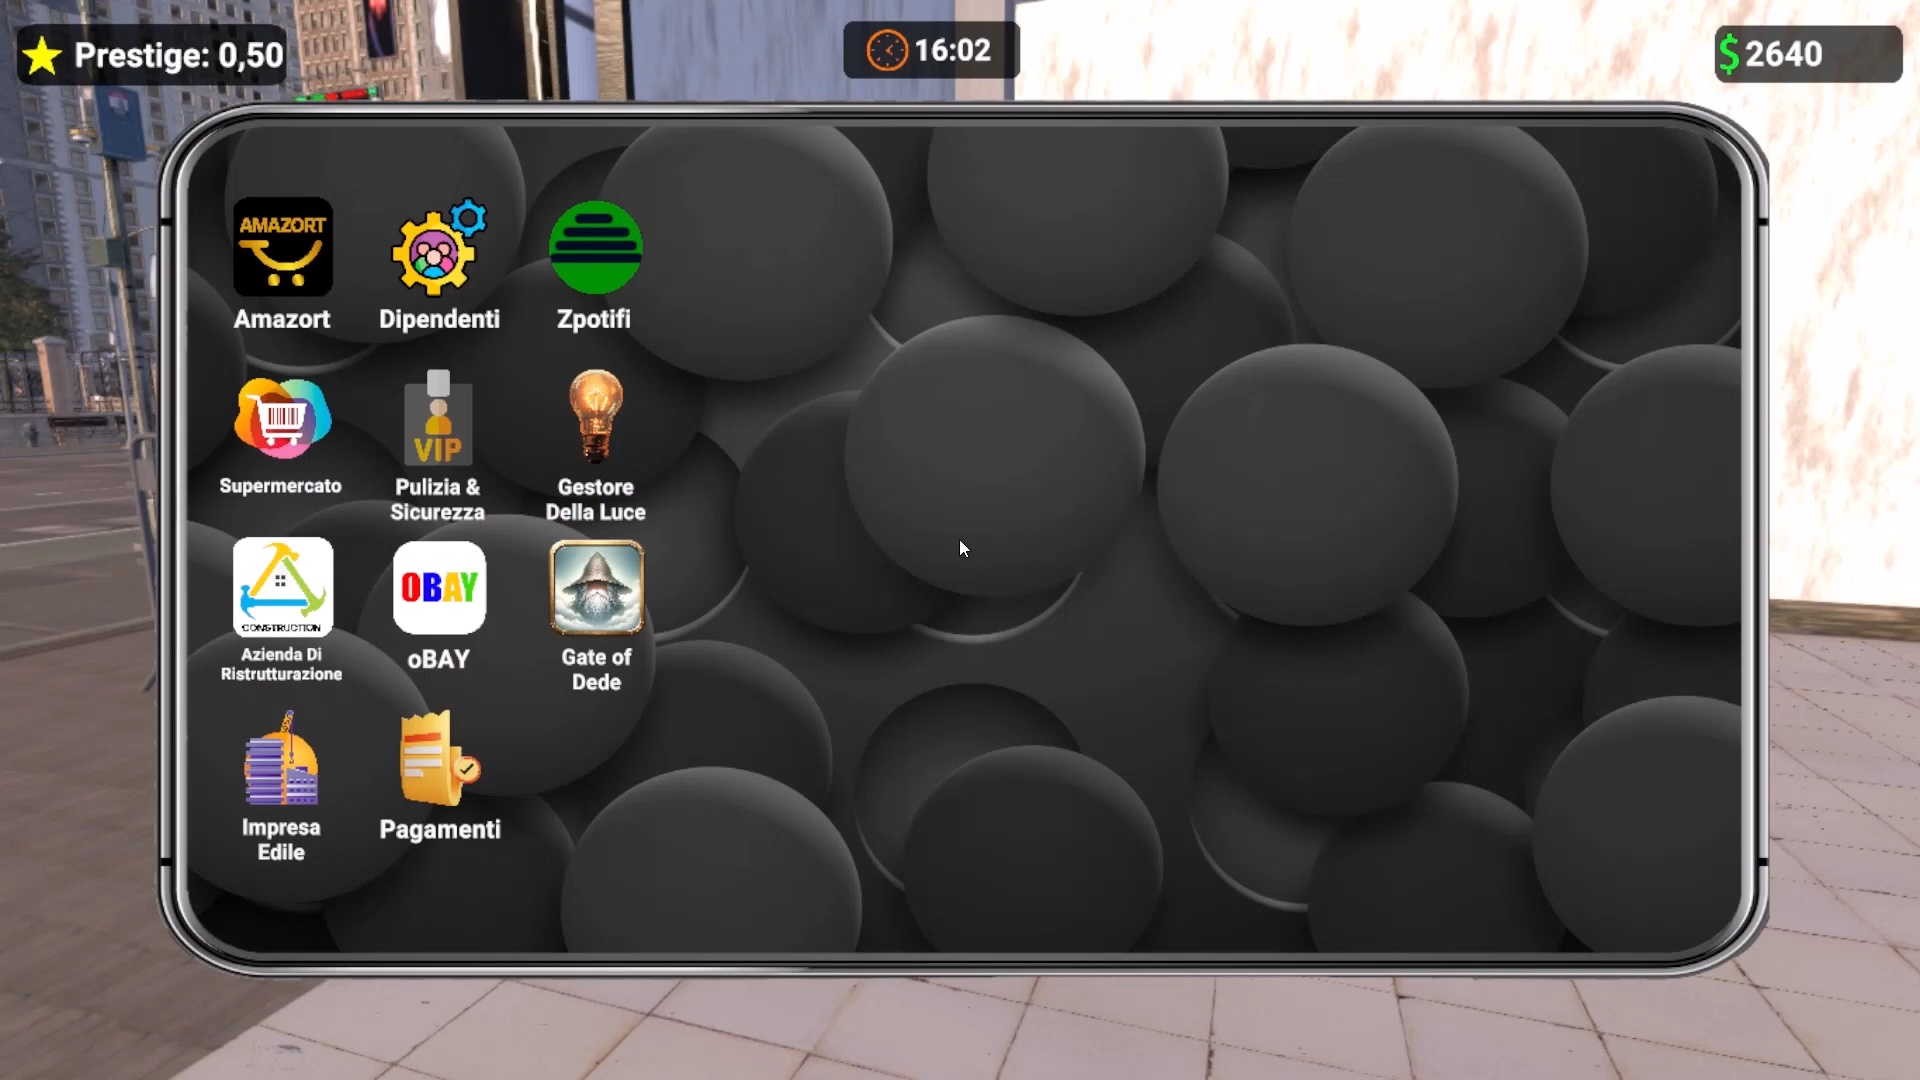 Prestige: 0,50
16:02
$ 2640
AMAZORT
Amazort
Dipendenti
Zpotifi
Supermercato
VIP
Pulizia &
Sicurezza
Gestore
Della Luce
CONSTRUCTION
Azienda Di
Ristrutturazione
OBAY
oBAY
Gate of
Dede
Impresa
Edile
Pagamenti